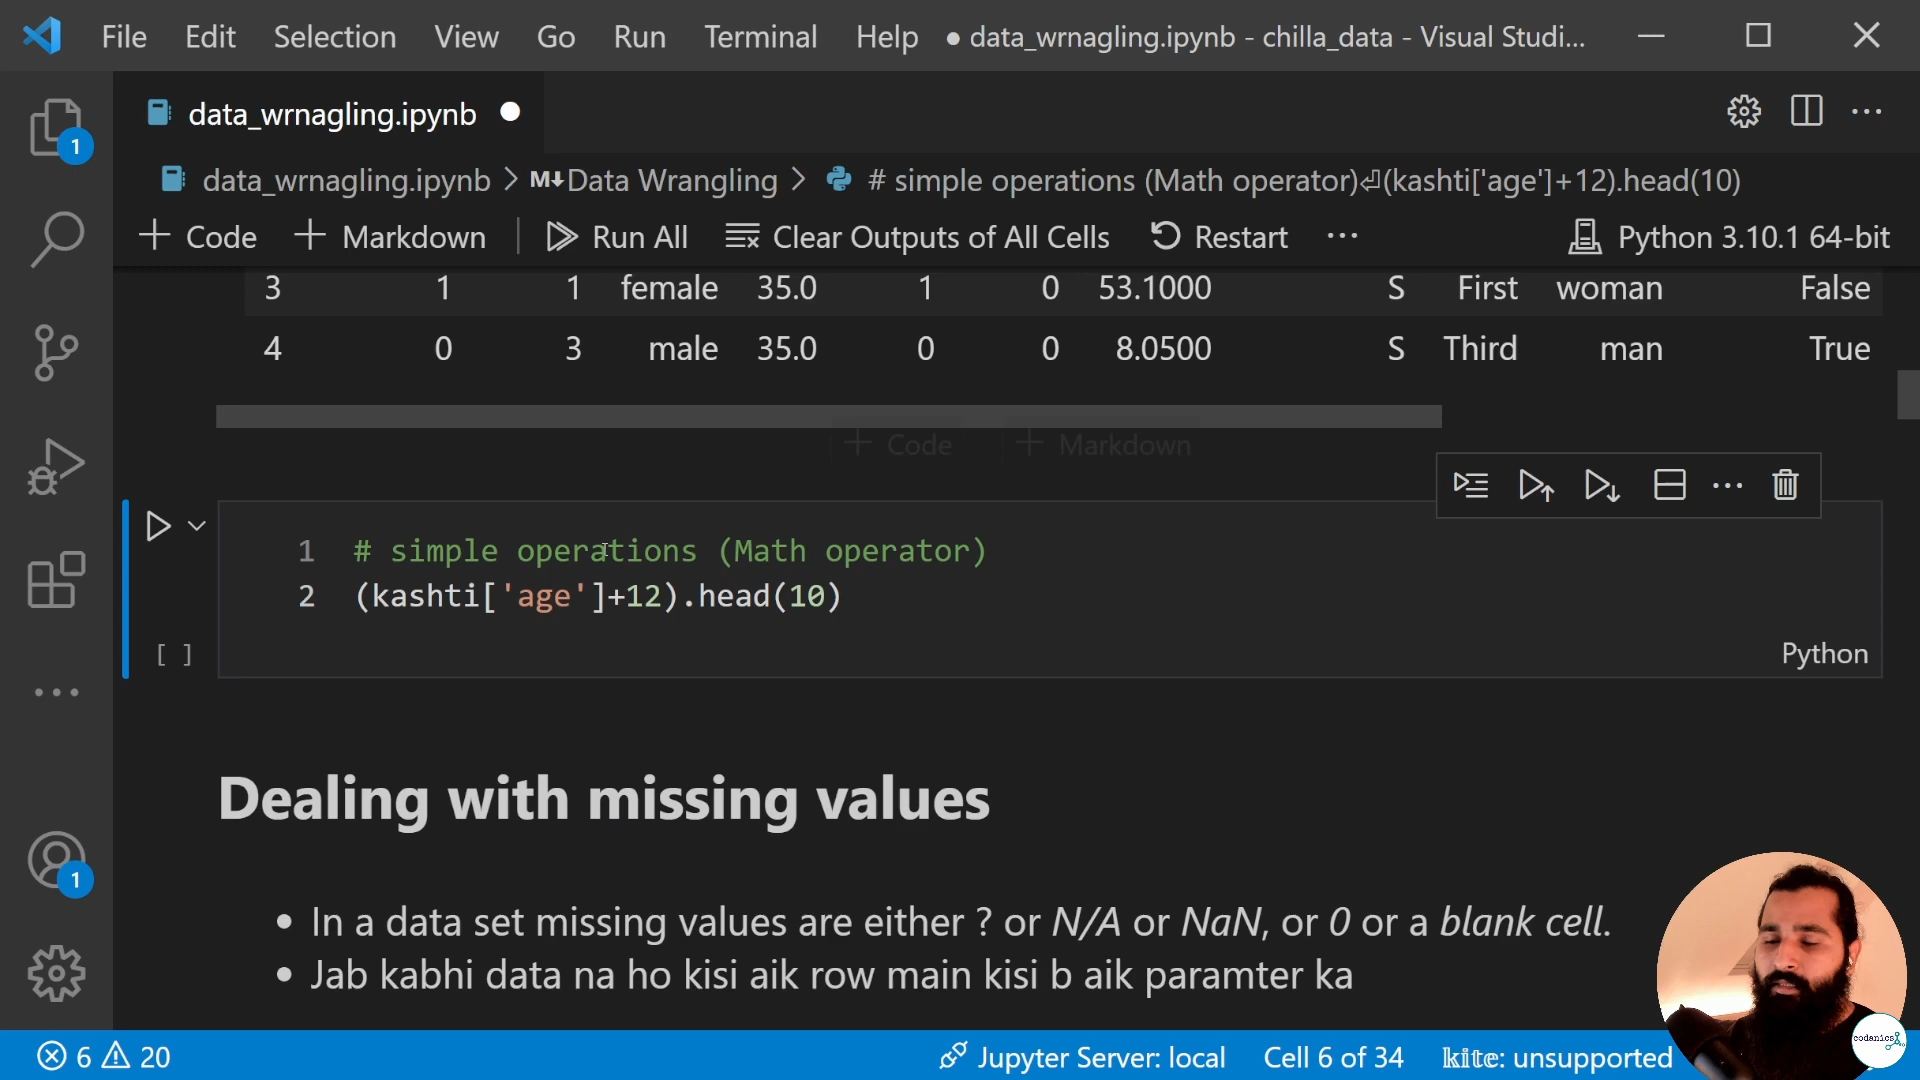 File Edit Selection View Go Run Terminal Help ● data_wrnagling.ipynb - chilla_data - Visual Studi...
data_wrnagling.ipynb
data_wrnagling.ipynb > M↓ Data Wrangling > # simple operations (Math operator)⏎(kashti['age']+12).head(10)
+ Code + Markdown Run All Clear Outputs of All Cells Restart ... Python 3.10.1 64-bit
3 1 1 female 35.0 1 0 53.1000 S First woman False
4 0 3 male 35.0 0 0 8.0500 S Third man True
+ Code + Markdown
1 # simple operations (Math operator)
2 (kashti['age']+12).head(10)
[ ] Python
Dealing with missing values
• In a data set missing values are either ? or N/A or NaN, or 0 or a blank cell.
• Jab kabhi data na ho kisi aik row main kisi b aik paramter ka
1
1
6 20 Jupyter Server: local Cell 6 of 34 kite: unsupported
codanics